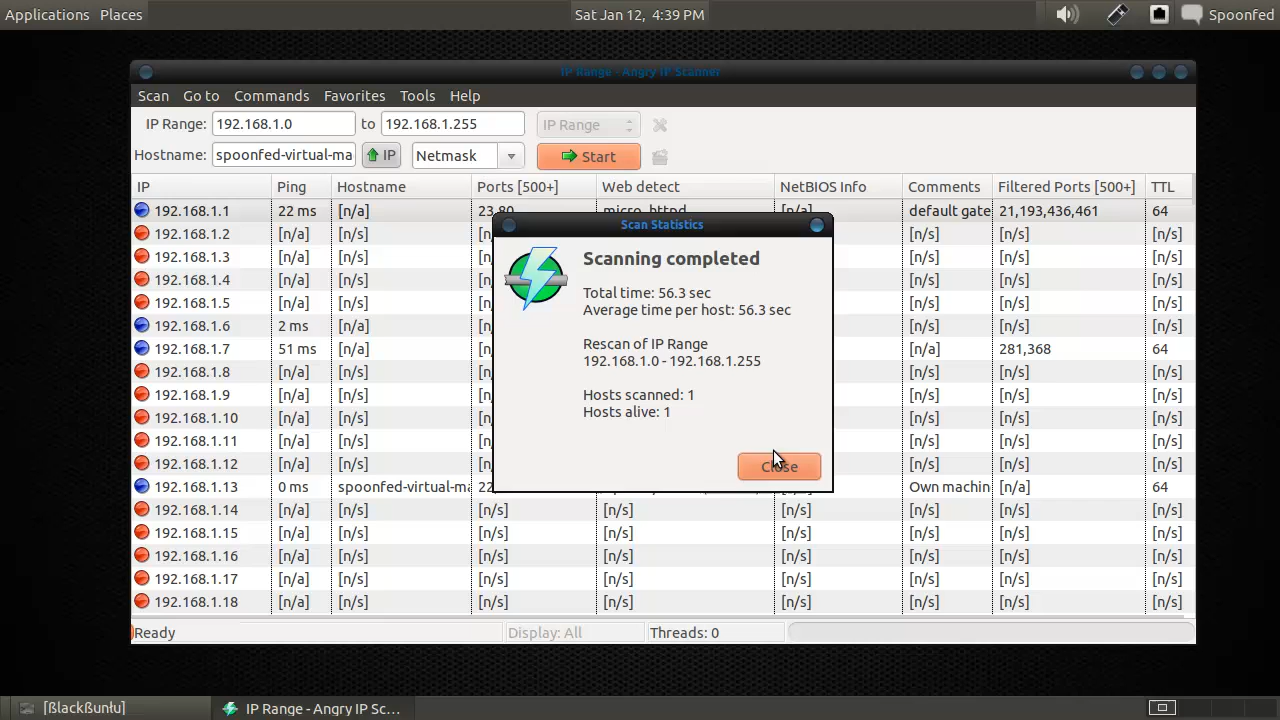 Applications Places Sat Jan 12, 4:39 PM Spoonfed
IP Range - Angry IP Scanner
Scan Go to Commands Favorites Tools Help
IP Range: 192.168.1.0 to 192.168.1.255 IP Range
Hostname: spoonfed-virtual-ma IP Netmask Start
IP Ping Hostname Ports [500+] Web detect NetBIOS Info Comments Filtered Ports [500+] TTL
192.168.1.1 22 ms [n/a] 23,80 micro_httpd [n/a] default gate 21,193,436,461 64
192.168.1.2 [n/a] [n/s] [n/s] [n/s] [n/s]
192.168.1.3 [n/a] [n/s] [n/s] [n/s] [n/s]
192.168.1.4 [n/a] [n/s] [n/s] [n/s] [n/s]
192.168.1.5 [n/a] [n/s] [n/s] [n/s] [n/s]
192.168.1.6 2 ms
192.168.1.7 51 ms [n/a] 281,368 64
192.168.1.8 [n/a] [n/s] [n/s] [n/s] [n/s]
192.168.1.9 [n/a] [n/s] [n/s] [n/s] [n/s]
192.168.1.10 [n/a] [n/s] [n/s] [n/s] [n/s]
192.168.1.11 [n/a] [n/s] [n/s] [n/s] [n/s]
192.168.1.12 [n/a] [n/s] [n/s] [n/s] [n/s]
192.168.1.13 0 ms spoonfed-virtual-ma 22, Own machin [n/a] 64
192.168.1.14 [n/a] [n/s] [n/s] [n/s] [n/s] [n/s] [n/s] [n/s]
192.168.1.15 [n/a] [n/s] [n/s] [n/s] [n/s] [n/s] [n/s] [n/s]
192.168.1.16 [n/a] [n/s] [n/s] [n/s] [n/s] [n/s] [n/s] [n/s]
192.168.1.17 [n/a] [n/s] [n/s] [n/s] [n/s] [n/s] [n/s] [n/s]
192.168.1.18 [n/a] [n/s] [n/s] [n/s] [n/s] [n/s] [n/s] [n/s]
Scan Statistics
Scanning completed
Total time: 56.3 sec
Average time per host: 56.3 sec
Rescan of IP Range
192.168.1.0 - 192.168.1.255
Hosts scanned: 1
Hosts alive: 1
Close
Ready Display: All Threads: 0
[ßlackßunłu] IP Range - Angry IP Sc...